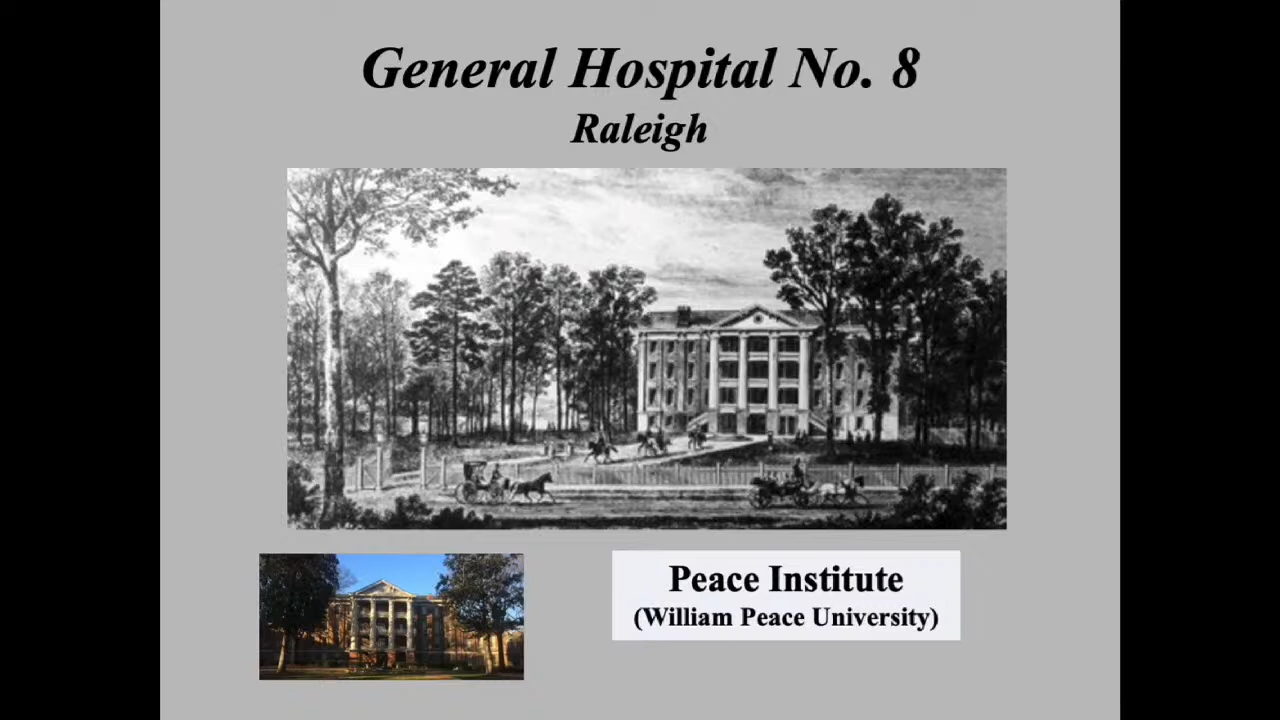 General Hospital No. 8
Raleigh
Peace Institute
(William Peace University)